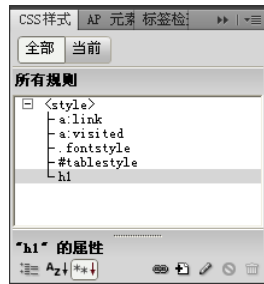 CSS样式 AP 元素 标签检
全部 当前
所有规则
<style>
a:link
a:visited
.fontstyle
#tablestyle
h1
"h1" 的属性
Az **